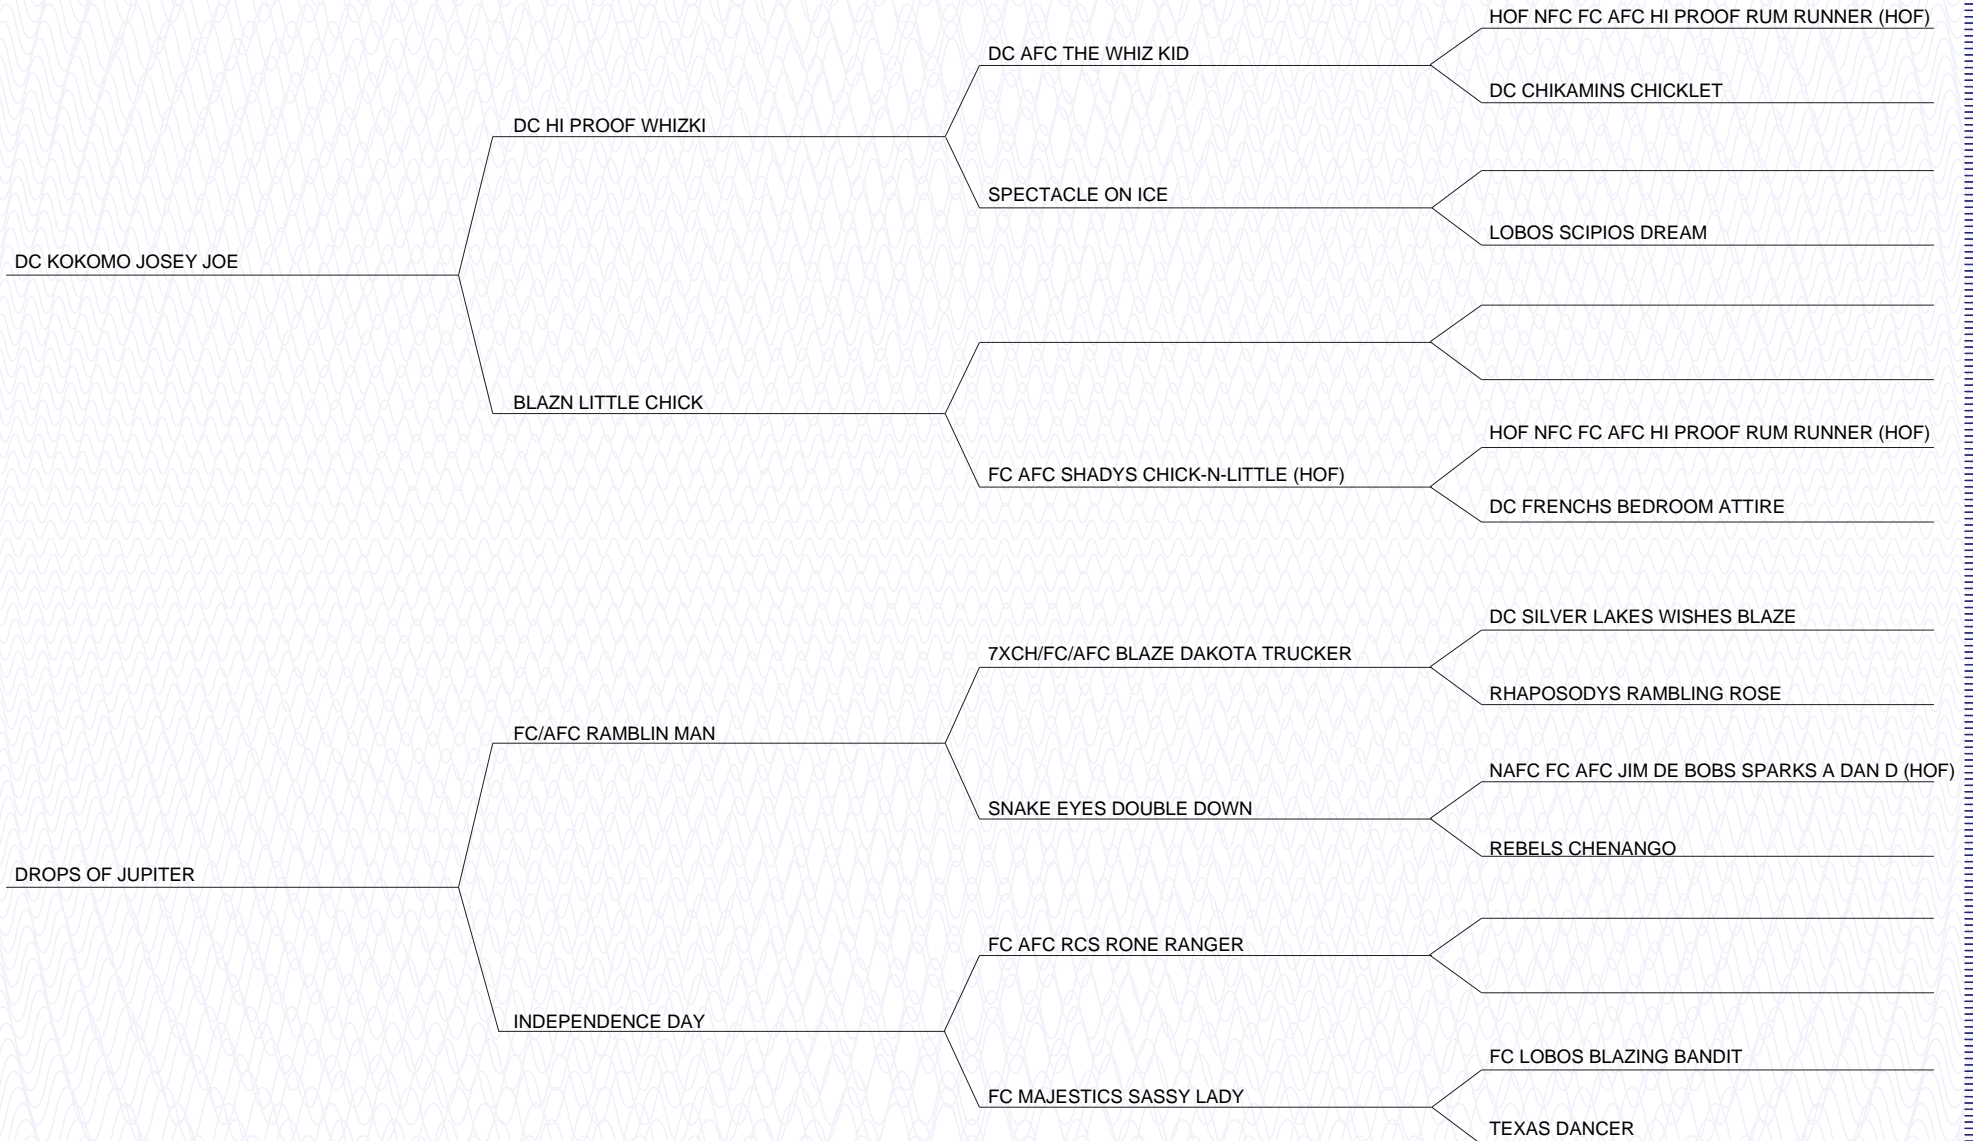 HOF NFC FC AFC HI PROOF RUM RUNNER (HOF)
DC AFC THE WHIZ KID
DC CHIKAMINS CHICKLET
DC HI PROOF WHIZKI
SPECTACLE ON ICE
LOBOS SCIPIOS DREAM
DC KOKOMO JOSEY JOE
BLAZN LITTLE CHICK
HOF NFC FC AFC HI PROOF RUM RUNNER (HOF)
FC AFC SHADYS CHICK-N-LITTLE (HOF)
DC FRENCHS BEDROOM ATTIRE
DC SILVER LAKES WISHES BLAZE
7XCH/FC/AFC BLAZE DAKOTA TRUCKER
RHAPOSODYS RAMBLING ROSE
FC/AFC RAMBLIN MAN
NAFC FC AFC JIM DE BOBS SPARKS A DAN D (HOF)
SNAKE EYES DOUBLE DOWN
REBELS CHENANGO
DROPS OF JUPITER
FC AFC RCS RONE RANGER
INDEPENDENCE DAY
FC LOBOS BLAZING BANDIT
FC MAJESTICS SASSY LADY
TEXAS DANCER